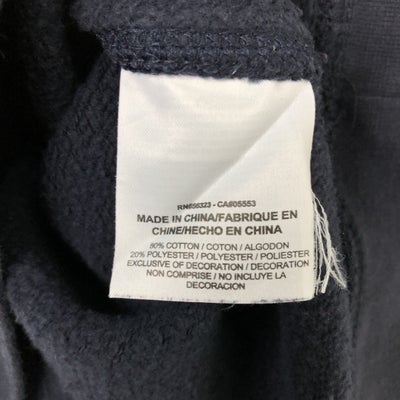 RN#56323 - CA#05553
MADE IN CHINA/FABRIQUE EN
CHINE/HECHO EN CHINA
80% COTTON / COTON / ALGODON
20% POLYESTER / POLYESTER / POLIESTER
EXCLUSIVE OF DECORATION / DECORATION
NON COMPRISE / NO INCLUYE LA
DECORACION